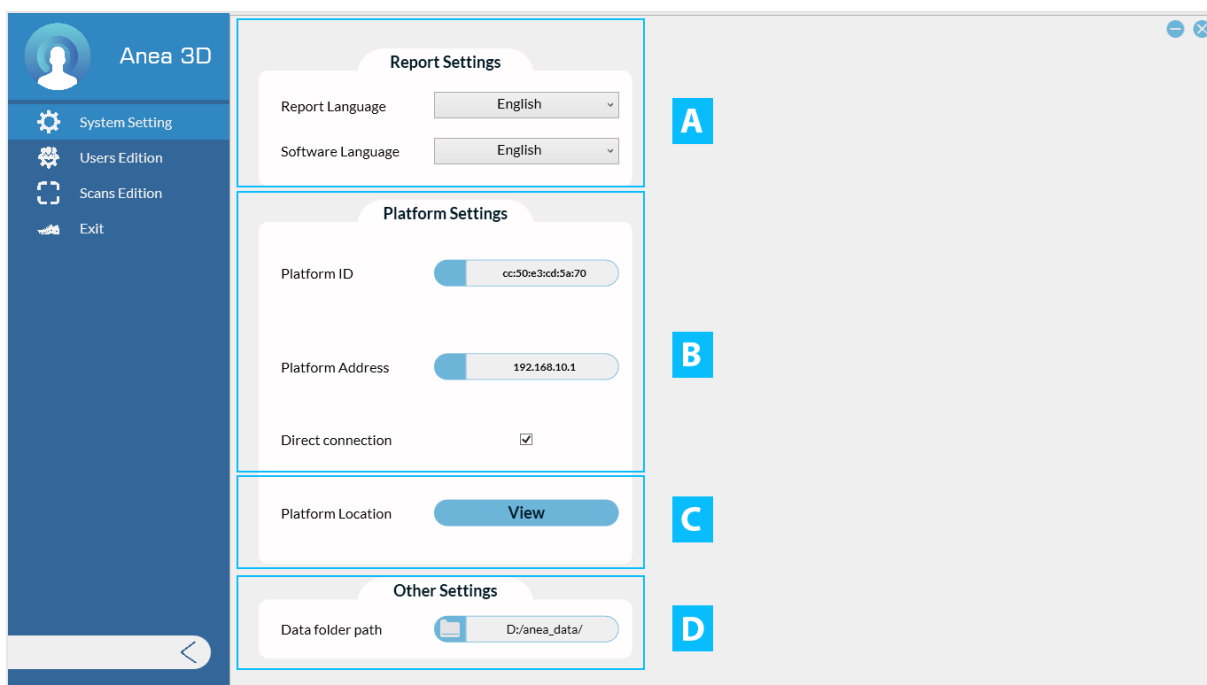 Anea 3D
System Setting
Users Edition
Scans Edition
Exit
Report Settings
Report Language English
Software Language English
A
Platform Settings
Platform ID cc:50:e3:cd:5a:70
Platform Address 192.168.10.1
B
Direct connection
Platform Location View
C
Other Settings
Data folder path D:/anea_data/
D